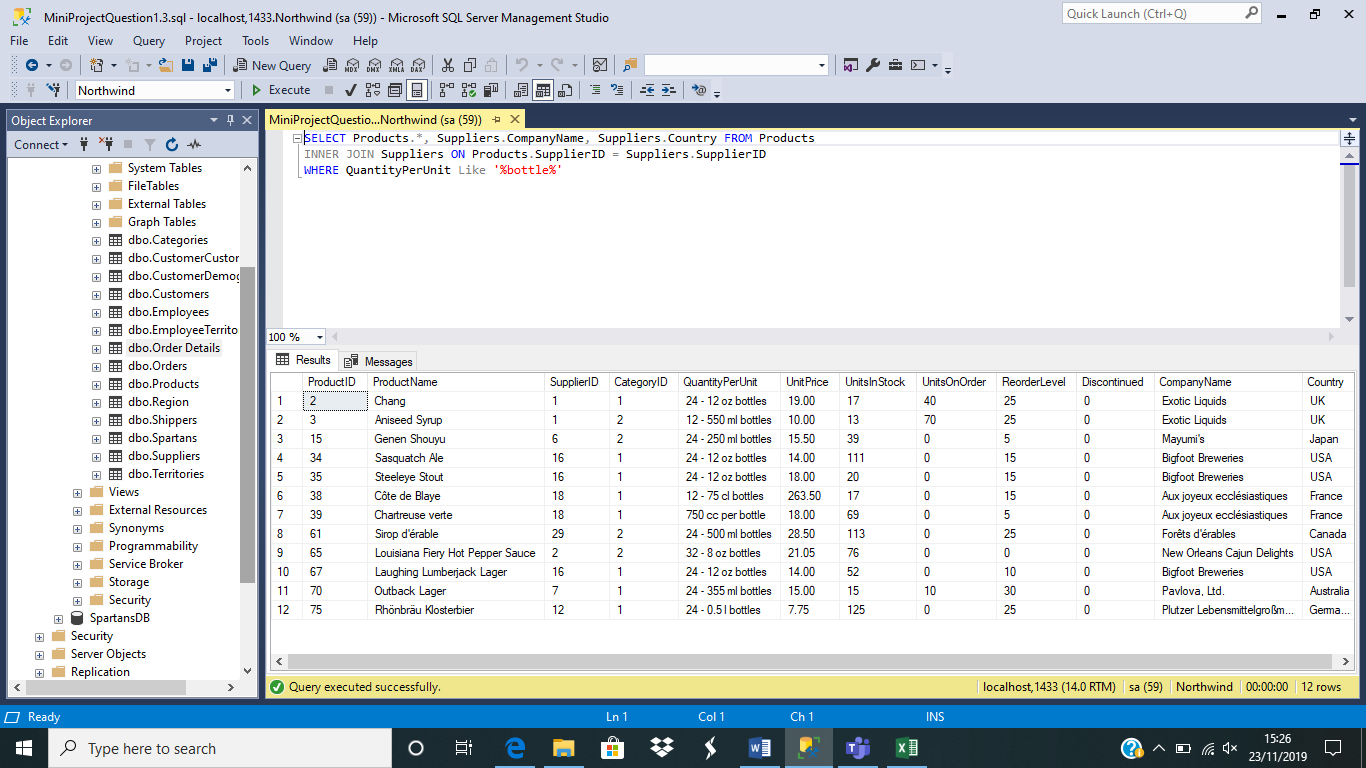 MiniProjectQuestion1.3.sql - localhost,1433.Northwind (sa (59)) - Microsoft SQL Server Management Studio
Quick Launch (Ctrl+Q)
File Edit View Query Project Tools Window Help
New Query MDX DMX XMLA DAX
Northwind Execute
Object Explorer
Connect
System Tables
FileTables
External Tables
Graph Tables
dbo.Categories
dbo.CustomerCustor
dbo.CustomerDemog
dbo.Customers
dbo.Employees
dbo.EmployeeTerrito
dbo.Order Details
dbo.Orders
dbo.Products
dbo.Region
dbo.Shippers
dbo.Spartans
dbo.Suppliers
dbo.Territories
Views
External Resources
Synonyms
Programmability
Service Broker
Storage
Security
SpartansDB
Security
Server Objects
Replication
MiniProjectQuestio...Northwind (sa (59))
SELECT Products.*, Suppliers.CompanyName, Suppliers.Country FROM Products
INNER JOIN Suppliers ON Products.SupplierID = Suppliers.SupplierID
WHERE QuantityPerUnit Like '%bottle%'
100 %
Results Messages
ProductID ProductName SupplierID CategoryID QuantityPerUnit UnitPrice UnitsInStock UnitsOnOrder ReorderLevel Discontinued CompanyName Country
1 2 Chang 1 1 24 - 12 oz bottles 19.00 17 40 25 0 Exotic Liquids UK
2 3 Aniseed Syrup 1 2 12 - 550 ml bottles 10.00 13 70 25 0 Exotic Liquids UK
3 15 Genen Shouyu 6 2 24 - 250 ml bottles 15.50 39 0 5 0 Mayumi's Japan
4 34 Sasquatch Ale 16 1 24 - 12 oz bottles 14.00 111 0 15 0 Bigfoot Breweries USA
5 35 Steeleye Stout 16 1 24 - 12 oz bottles 18.00 20 0 15 0 Bigfoot Breweries USA
6 38 Côte de Blaye 18 1 12 - 75 cl bottles 263.50 17 0 15 0 Aux joyeux ecclésiastiques France
7 39 Chartreuse verte 18 1 750 cc per bottle 18.00 69 0 5 0 Aux joyeux ecclésiastiques France
8 61 Sirop d'érable 29 2 24 - 500 ml bottles 28.50 113 0 25 0 Forêts d'érables Canada
9 65 Louisiana Fiery Hot Pepper Sauce 2 2 32 - 8 oz bottles 21.05 76 0 0 0 New Orleans Cajun Delights USA
10 67 Laughing Lumberjack Lager 16 1 24 - 12 oz bottles 14.00 52 0 10 0 Bigfoot Breweries USA
11 70 Outback Lager 7 1 24 - 355 ml bottles 15.00 15 10 30 0 Pavlova, Ltd. Australia
12 75 Rhönbräu Klosterbier 12 1 24 - 0.5 l bottles 7.75 125 0 25 0 Plutzer Lebensmittelgroßm... Germa...
Query executed successfully. localhost,1433 (14.0 RTM) sa (59) Northwind 00:00:00 12 rows
Ready Ln 1 Col 1 Ch 1 INS
Type here to search
15:26
23/11/2019